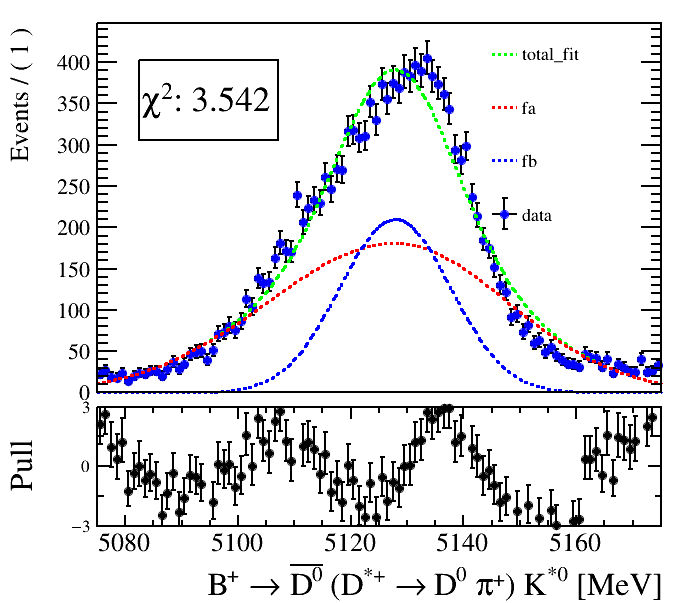 Events / ( 1 )
400
350
300
250
200
150
100
50
0
χ²: 3.542
total_fit
fa
fb
data
Pull
3
0
−3
5080 5100 5120 5140 5160
B⁺ → D̅⁰ (D*⁺ → D⁰ π⁺) K*⁰ [MeV]